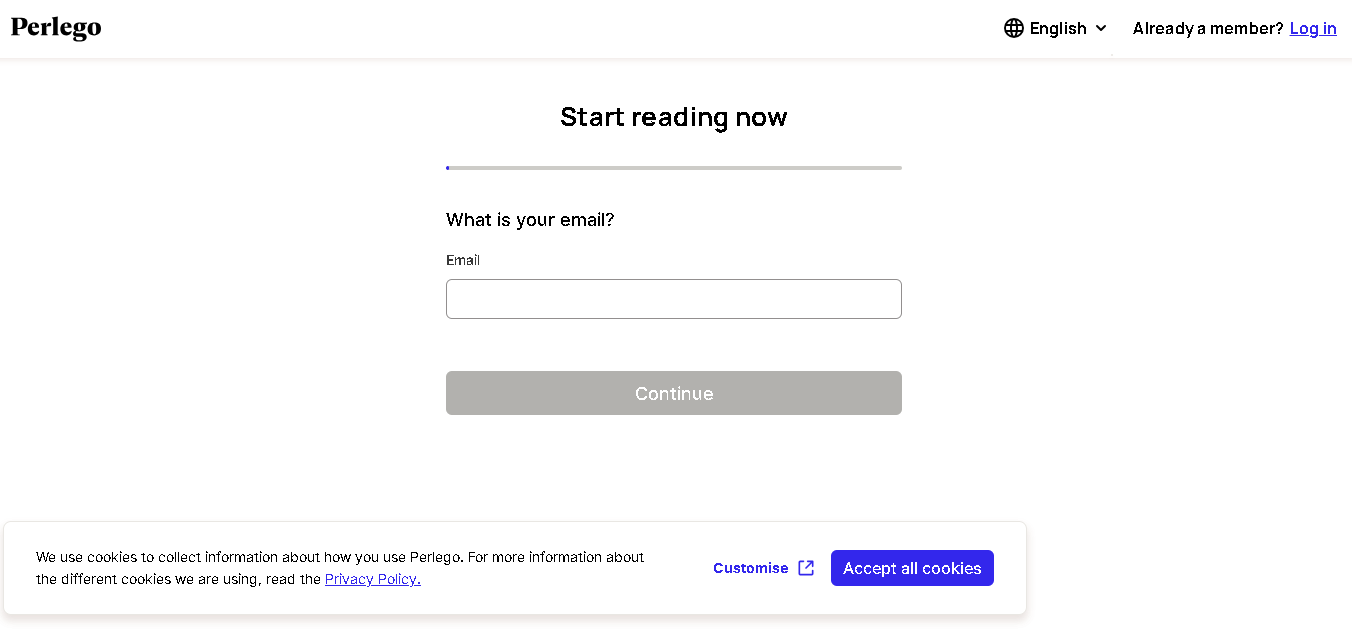 Perlego
English
Already a member? Log in
Start reading now
What is your email?
Email
Continue
We use cookies to collect information about how you use Perlego. For more information about
the different cookies we are using, read the Privacy Policy.
Customise
Accept all cookies